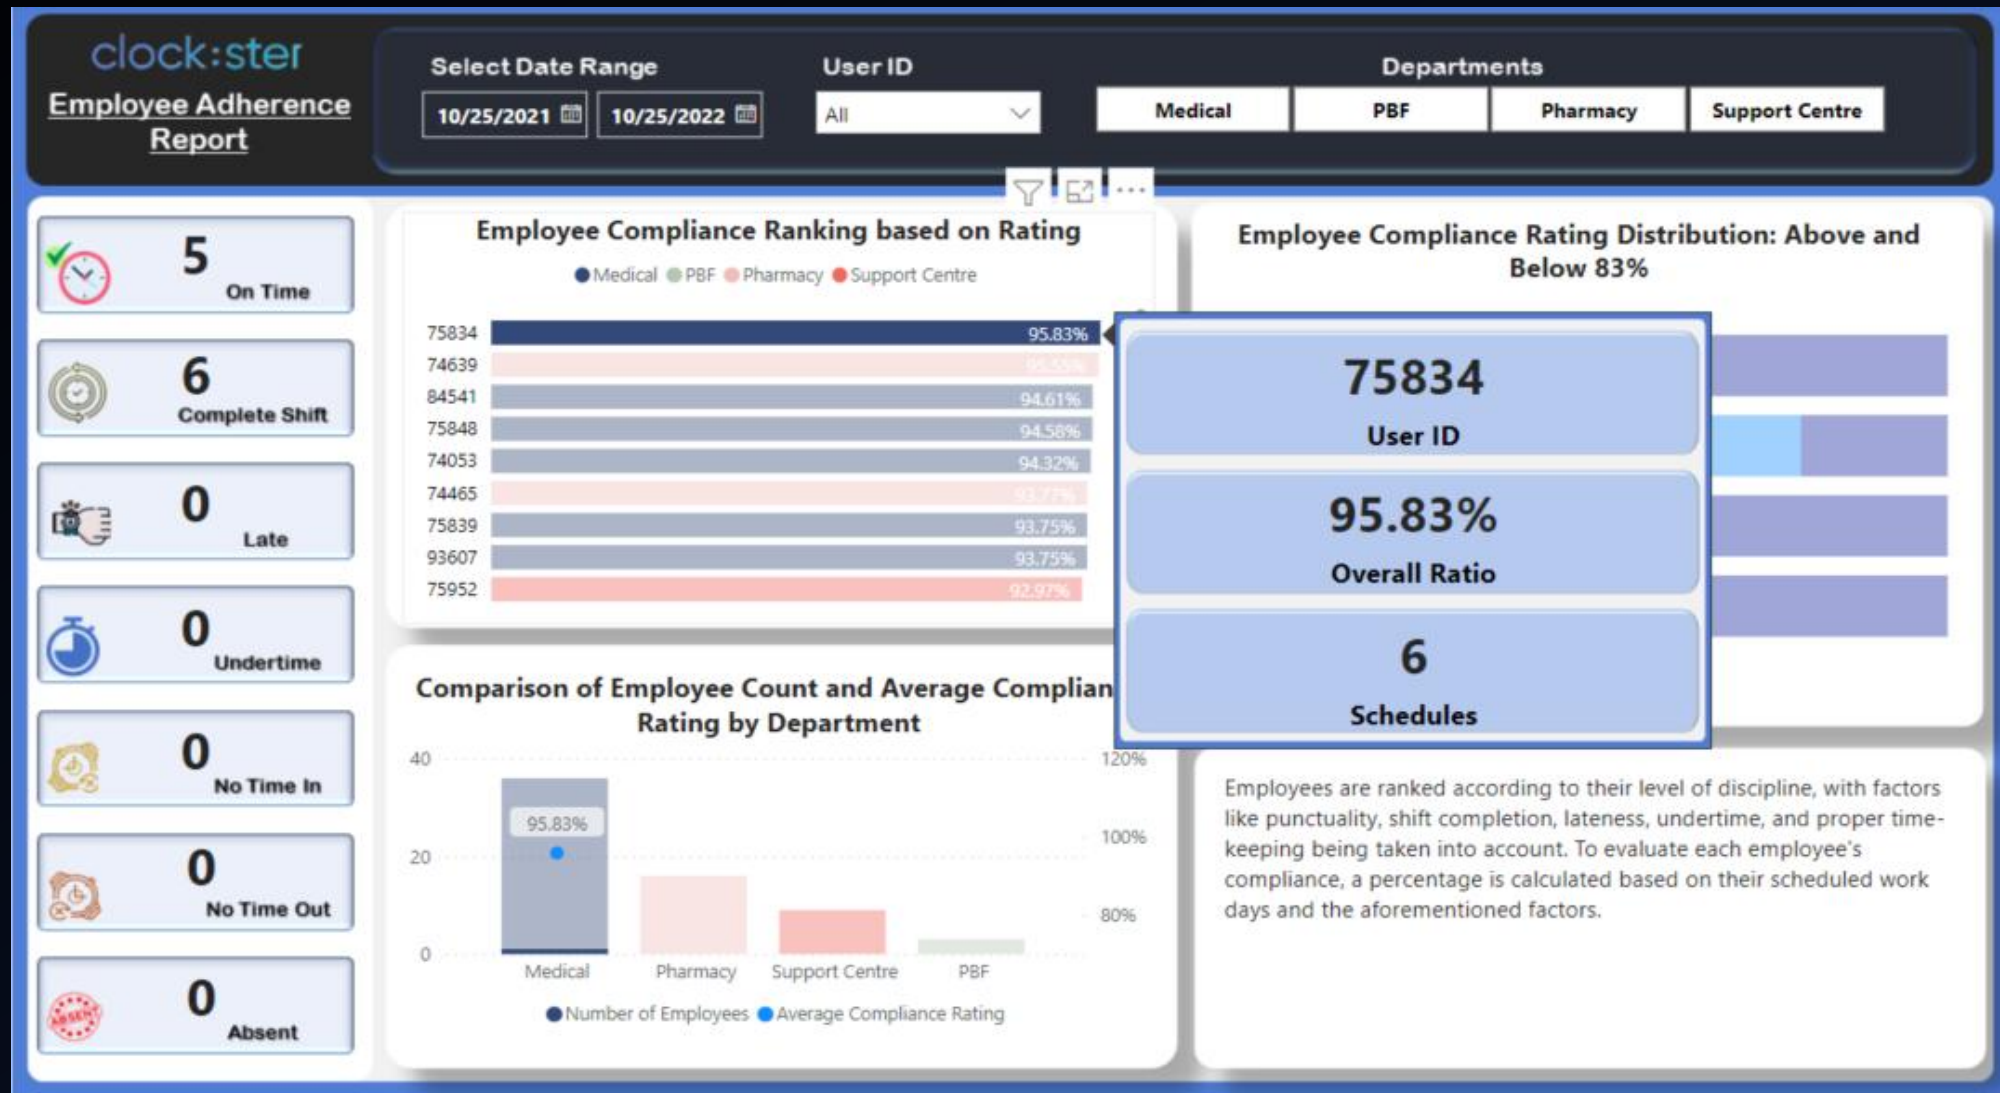 clock:ster
Employee Adherence
Report
Select Date Range
10/25/2021
10/25/2022
User ID
All
Departments
Medical
PBF
Pharmacy
Support Centre
5
On Time
6
Complete Shift
0
Late
0
Undertime
0
No Time In
0
No Time Out
ABSENT
0
Absent
Employee Compliance Ranking based on Rating
Medical PBF Pharmacy Support Centre
75834 95.83%
74639 95.55%
84541 94.61%
75848 94.58%
74053 94.32%
74465 93.77%
75839 93.75%
93607 93.75%
75952 92.97%
Employee Compliance Rating Distribution: Above and
Below 83%
75834
User ID
95.83%
Overall Ratio
6
Schedules
Comparison of Employee Count and Average Complian
Rating by Department
40
20
0
120%
100%
80%
95.83%
Medical
Pharmacy
Support Centre
PBF
Number of Employees Average Compliance Rating
Employees are ranked according to their level of discipline, with factors
like punctuality, shift completion, lateness, undertime, and proper time-
keeping being taken into account. To evaluate each employee's
compliance, a percentage is calculated based on their scheduled work
days and the aforementioned factors.